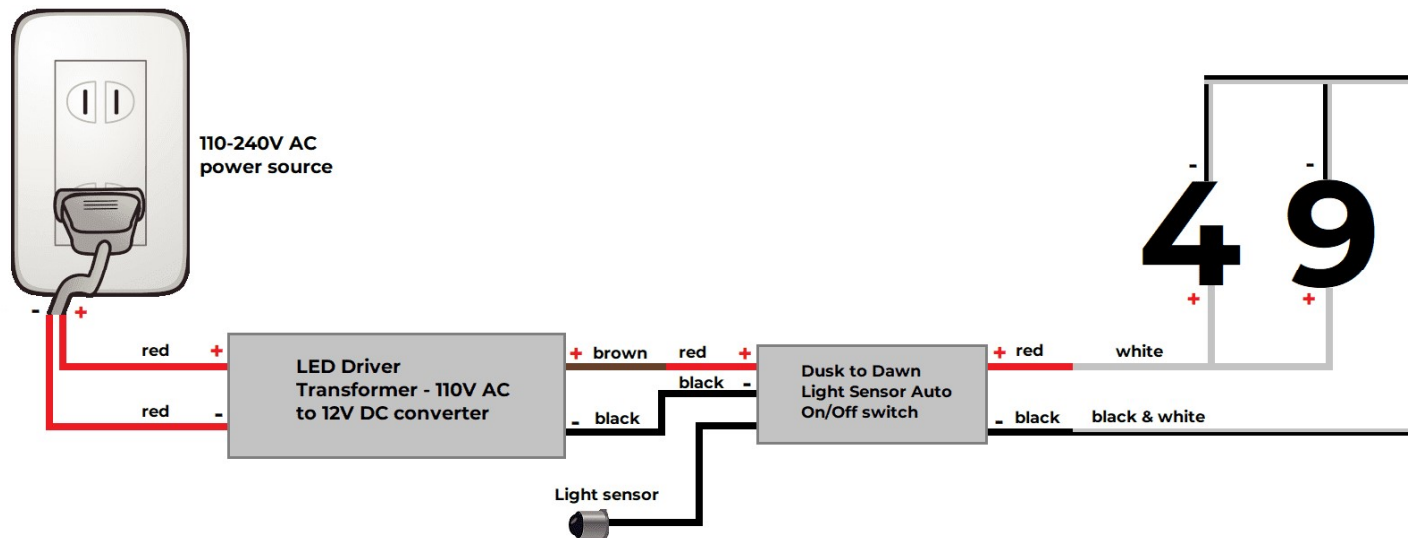 110-240V AC
power source
4 9
- +
red + + brown red + + red white
LED Driver
Transformer - 110V AC
to 12V DC converter
Dusk to Dawn
Light Sensor Auto
On/Off switch
black -
red - - black - black black & white
Light sensor
- -
+ +